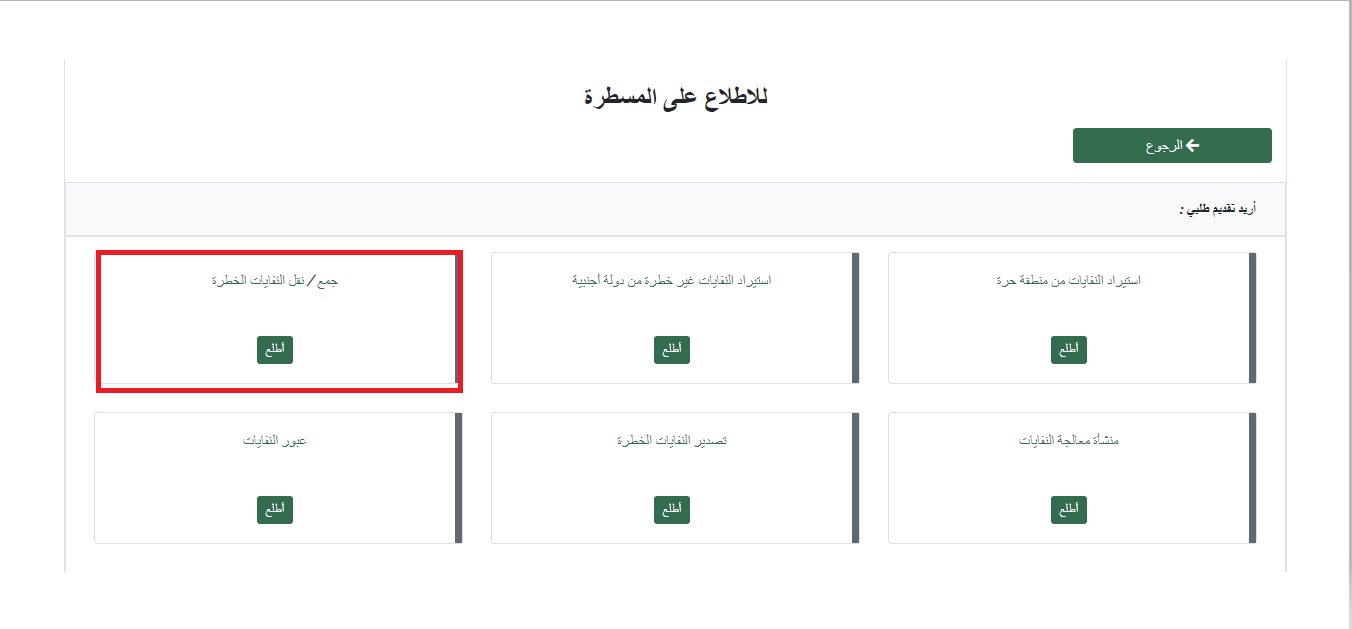 للاطلاع على المسطرة
الرجوع
أريد تقديم طلبي :
استيراد النفايات من منطقة حرة
أطلع
استيراد النفايات غير خطرة من دولة أجنبية
أطلع
جمع / نقل النفايات الخطرة
أطلع
منشأة معالجة النفايات
أطلع
تصدير النفايات الخطرة
أطلع
عبور النفايات
أطلع